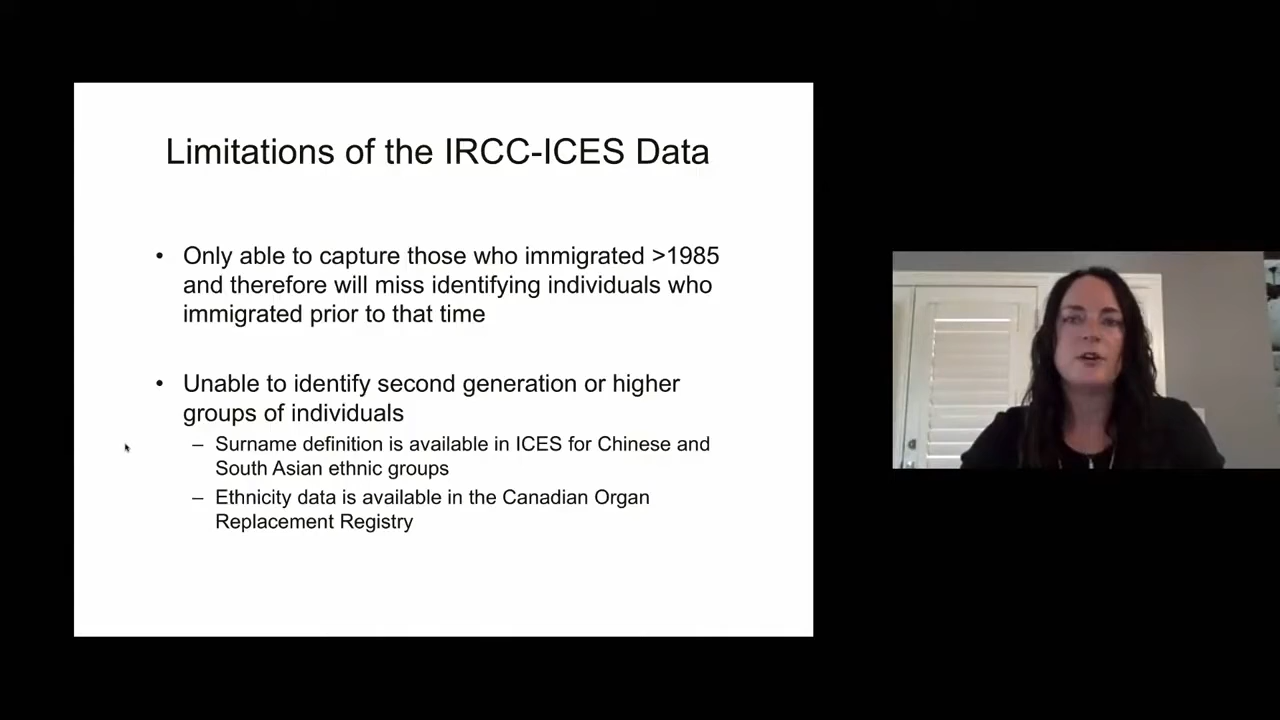 Limitations of the IRCC-ICES Data
• Only able to capture those who immigrated >1985
and therefore will miss identifying individuals who
immigrated prior to that time
• Unable to identify second generation or higher
groups of individuals
– Surname definition is available in ICES for Chinese and
South Asian ethnic groups
– Ethnicity data is available in the Canadian Organ
Replacement Registry